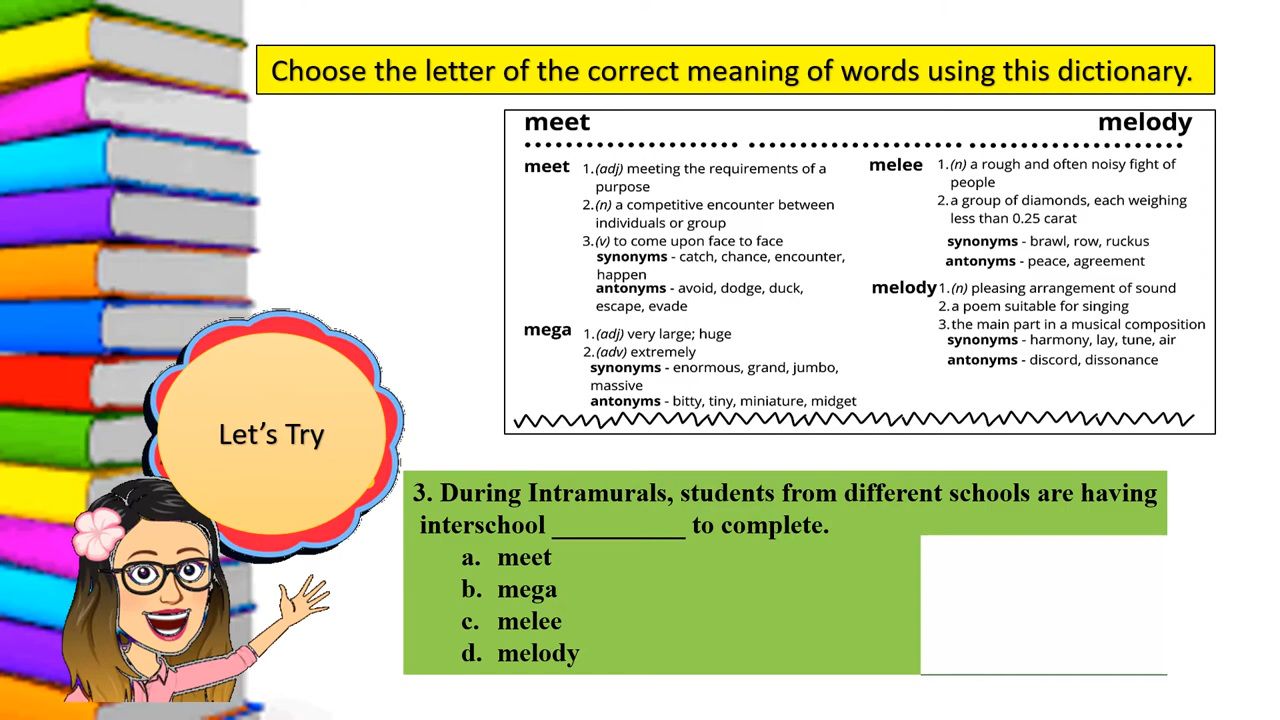 Choose the letter of the correct meaning of words using this dictionary.
meet melody
meet 1.(adj) meeting the requirements of a
purpose
2.(n) a competitive encounter between
individuals or group
3.(v) to come upon face to face
synonyms - catch, chance, encounter,
happen
antonyms - avoid, dodge, duck,
escape, evade
mega 1.(adj) very large; huge
2.(adv) extremely
synonyms - enormous, grand, jumbo,
massive
antonyms - bitty, tiny, miniature, midget
melee 1.(n) a rough and often noisy fight of
people
2.a group of diamonds, each weighing
less than 0.25 carat
synonyms - brawl, row, ruckus
antonyms - peace, agreement
melody 1.(n) pleasing arrangement of sound
2.a poem suitable for singing
3.the main part in a musical composition
synonyms - harmony, lay, tune, air
antonyms - discord, dissonance
Let's Try
3. During Intramurals, students from different schools are having
interschool __________ to complete.
a. meet
b. mega
c. melee
d. melody